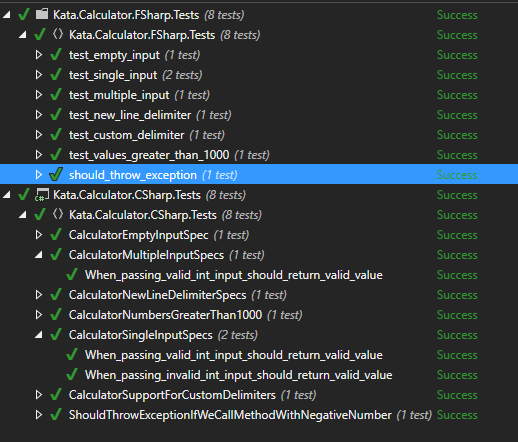 Kata.Calculator.FSharp.Tests (8 tests) Success
Kata.Calculator.FSharp.Tests (8 tests) Success
test_empty_input (1 test) Success
test_single_input (2 tests) Success
test_multiple_input (1 test) Success
test_new_line_delimiter (1 test) Success
test_custom_delimiter (1 test) Success
test_values_greater_than_1000 (1 test) Success
should_throw_exception (1 test) Success
C# Kata.Calculator.CSharp.Tests (8 tests) Success
Kata.Calculator.CSharp.Tests (8 tests) Success
CalculatorEmptyInputSpec (1 test) Success
CalculatorMultipleInputSpecs (1 test) Success
When_passing_valid_int_input_should_return_valid_value Success
CalculatorNewLineDelimiterSpecs (1 test) Success
CalculatorNumbersGreaterThan1000 (1 test) Success
CalculatorSingleInputSpecs (2 tests) Success
When_passing_valid_int_input_should_return_valid_value Success
When_passing_invalid_int_input_should_return_valid_value Success
CalculatorSupportForCustomDelimiters (1 test) Success
ShouldThrowExceptionIfWeCallMethodWithNegativeNumber (1 test) Success